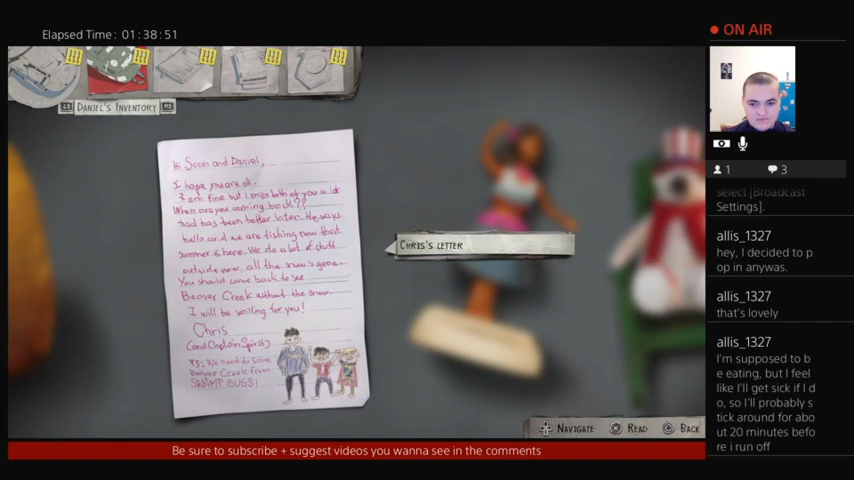 Elapsed Time : 01:38:51
ON AIR
DANIEL'S INVENTORY
Hi Sean and Daniel,
I hope you are ok.
I am fine but i miss both of you a lot
When are you coming back??
Dad has been better later. He says
hello and we are fishing now that
summer is here. We do a lot of stuff
outside now, all the snow's gone.
You should come back to see
Beaver Creek without the snow.
I will be waiting for you!
Chris
(and Captain Spirit)
PS: We need to save
Beaver Creek from
SWAMP BUGS!
CHRIS'S LETTER
NAVIGATE
READ
BACK
Be sure to subscribe + suggest videos you wanna see in the comments
1
3
select [Broadcast
Settings].
allis_1327
hey, I decided to p
op in anywas.
allis_1327
that's lovely
allis_1327
I'm supposed to b
e eating, but I feel
like I'll get sick if I d
o, so I'll probably s
tick around for abo
ut 20 minutes befo
re i run off